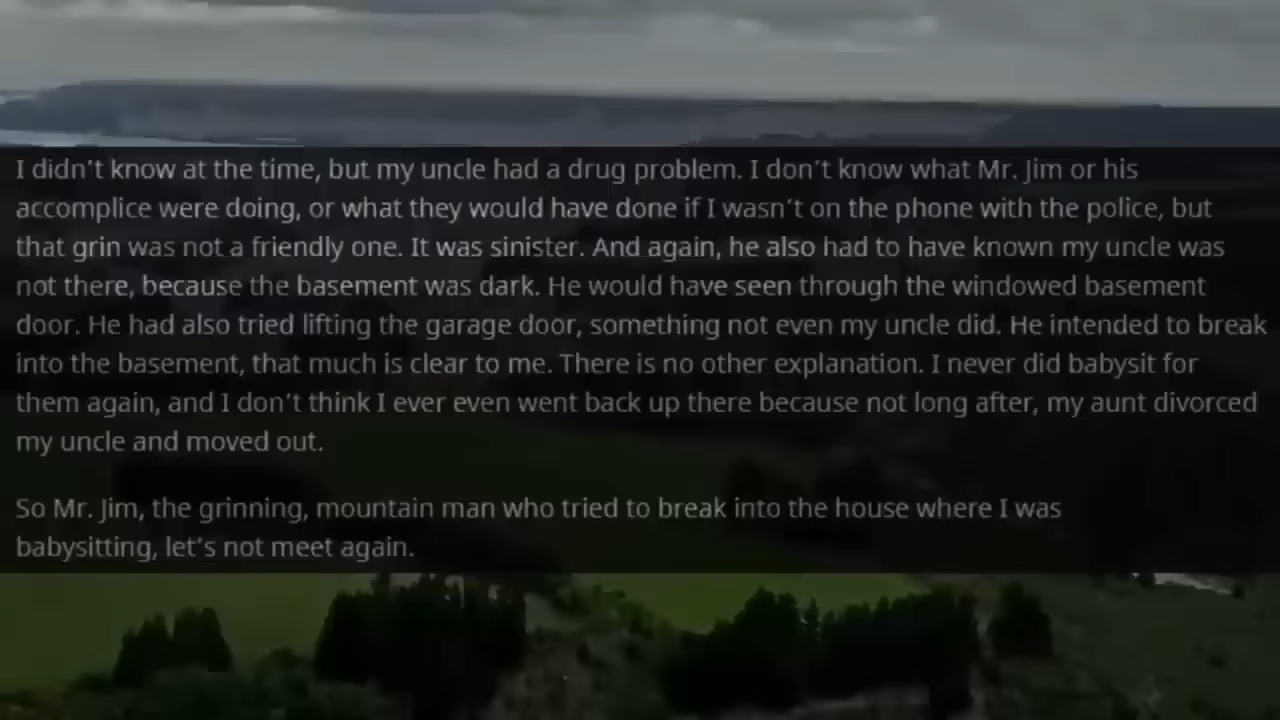 I didn't know at the time, but my uncle had a drug problem. I don't know what Mr. Jim or his
accomplice were doing, or what they would have done if I wasn't on the phone with the police, but
that grin was not a friendly one. It was sinister. And again, he also had to have known my uncle was
not there, because the basement was dark. He would have seen through the windowed basement
door. He had also tried lifting the garage door, something not even my uncle did. He intended to break
into the basement, that much is clear to me. There is no other explanation. I never did babysit for
them again, and I don't think I ever even went back up there because not long after, my aunt divorced
my uncle and moved out.
So Mr. Jim, the grinning, mountain man who tried to break into the house where I was
babysitting, let's not meet again.